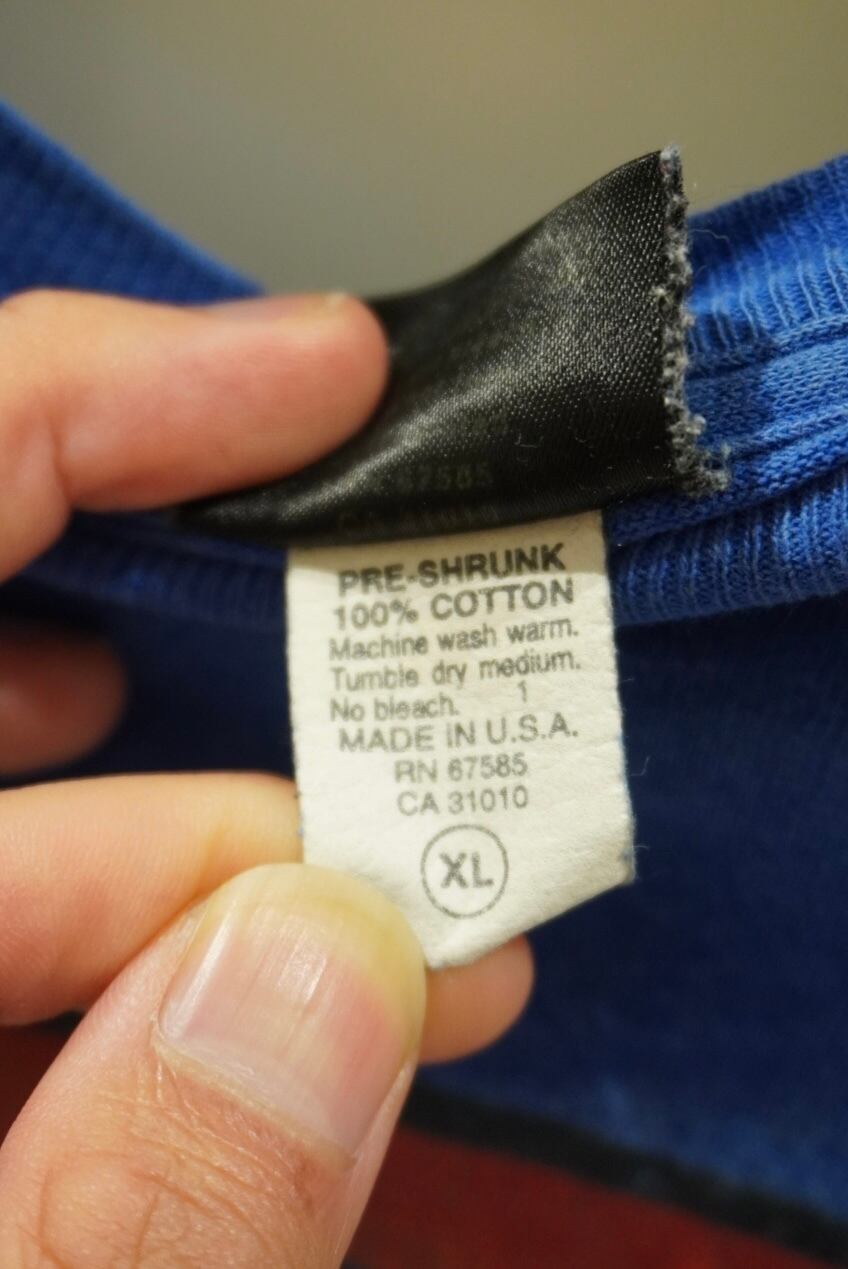 67585
PRE-SHRUNK
100% COTTON
Machine wash warm.
Tumble dry medium.
No bleach. 1
MADE IN U.S.A.
RN 67585
CA 31010
XL